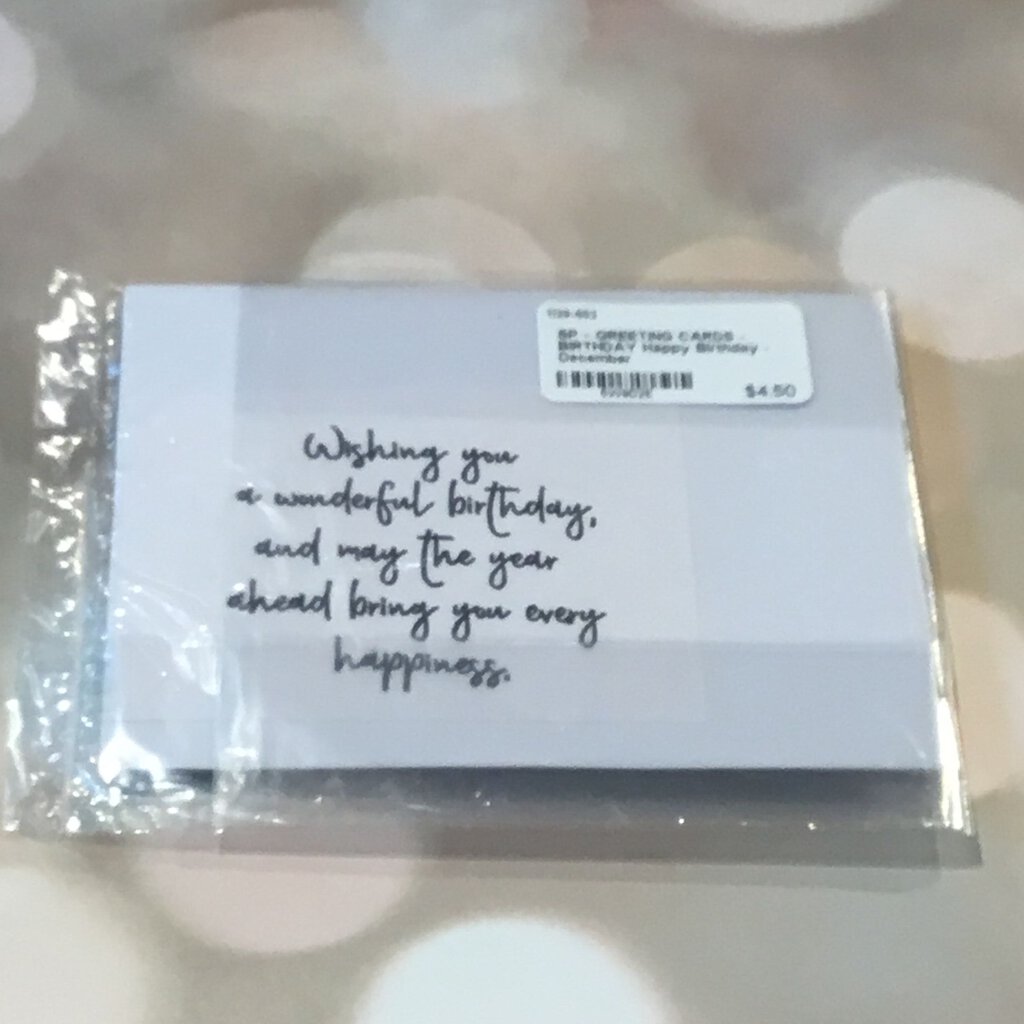 SP - GREETING CARDS -
BIRTHDAY Happy Birthday -
December
$4.50
Wishing you
a wonderful birthday,
and may the year
ahead bring you every
happiness.